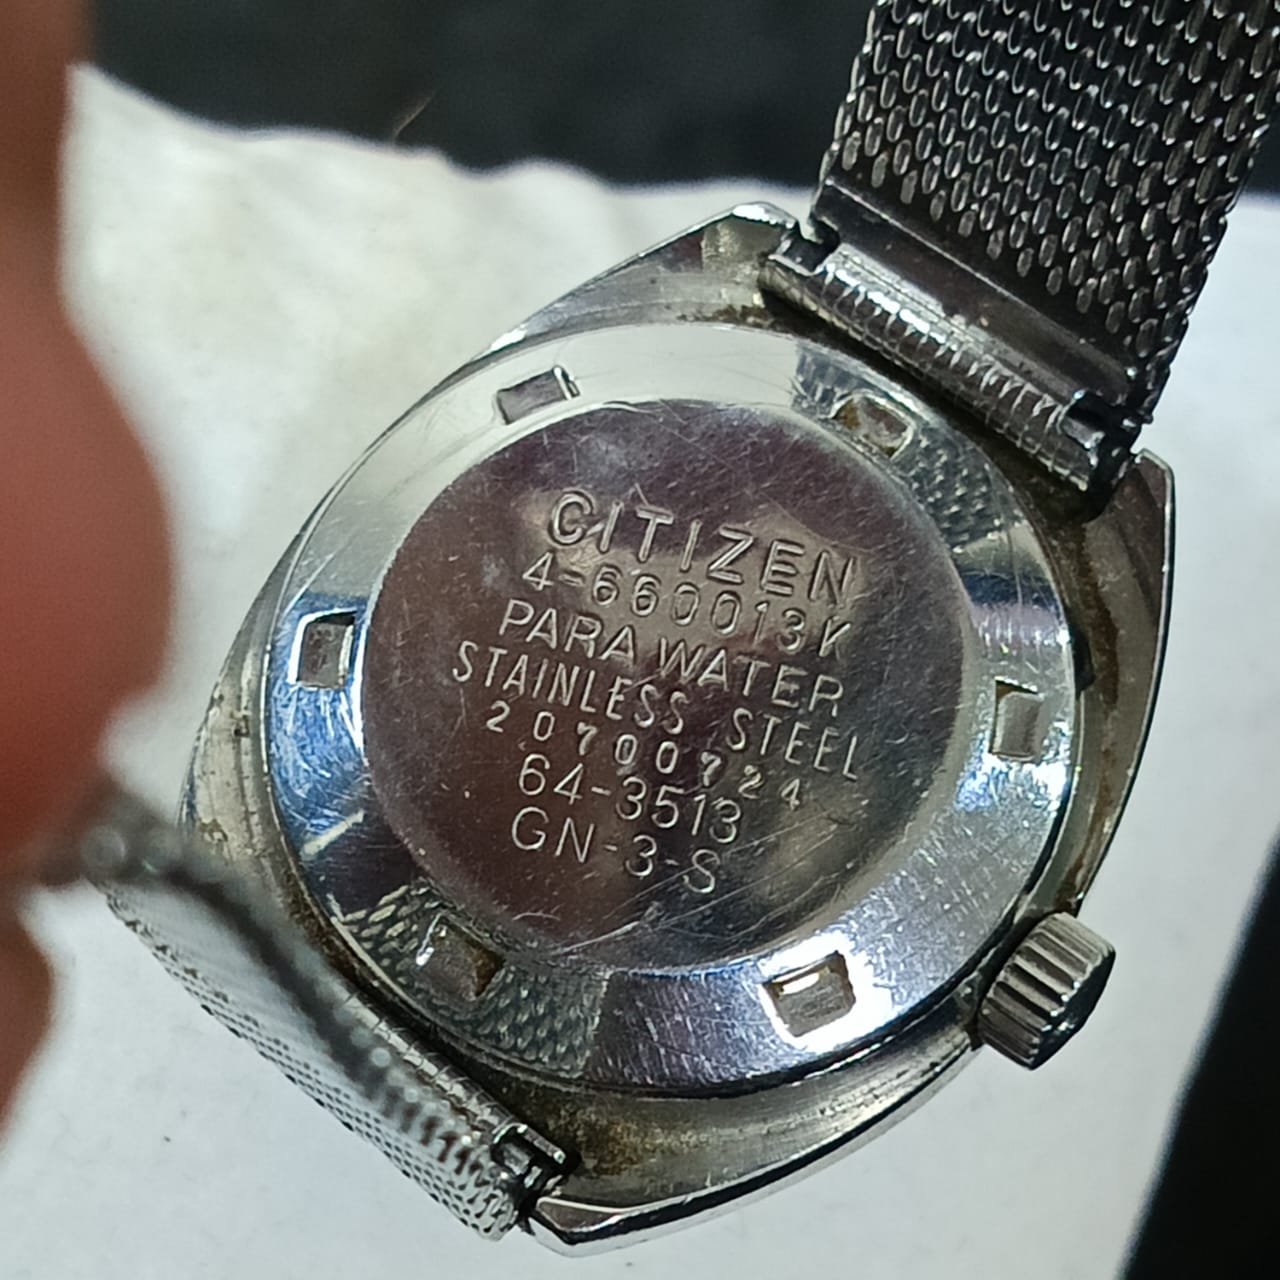 CITIZEN
4-660013K
PARA WATER
STAINLESS STEEL
20700724
64-3513
GN-3-S